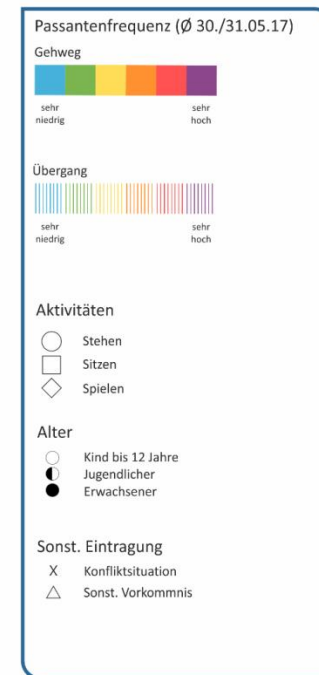 Passantenfrequenz (Ø 30./31.05.17)
Gehweg
sehr niedrig
sehr hoch
Übergang
sehr niedrig
sehr hoch
Aktivitäten
Stehen
Sitzen
Spielen
Alter
Kind bis 12 Jahre
Jugendlicher
Erwachsener
Sonst. Eintragung
X Konfliktsituation
Sonst. Vorkommnis